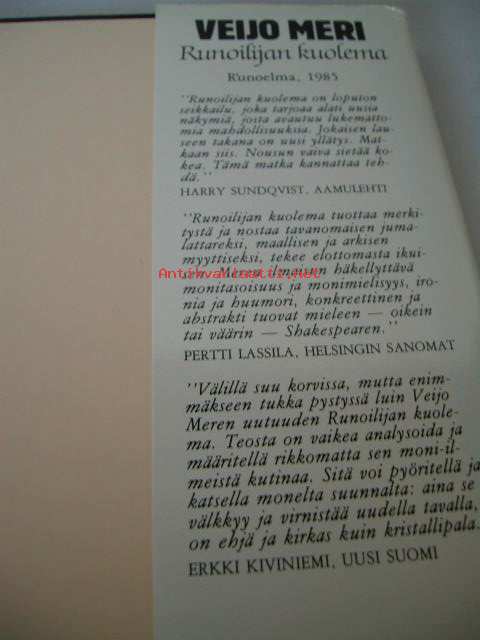 VEIJO MERI
Runoilijan kuolema
Runoelma, 1985
"Runoilijan kuolema on loputon
seikkailu, joka tarjoaa alati uusia
näkymiä, joita avautuu lukemattomia
mia mahdollisuuksia. Jokaisen lau-
seen takana on uusi yllätys. Mat-
kaan siis. Nousun vaiva sietää ko-
kea. Tämä matka kannattaa teh-
dä."
HARRY SUNDQVIST, AAMULEHTI
"Runoilijan kuolema tuottaa merki-
tystä ja nostaa tavanomaisen juma-
lattareksi, maallisen ja arkisen
myyttiseksi, tekee elottomasta ikui-
sen. Meren ilmaisun häkellyttävä
monitasoisuus ja monimielisyys, iro-
nia ja huumori, konkreettinen ja
abstrakti tuovat mieleen — oikein
tai väärin — Shakespearen."
PERTTI LASSILA, HELSINGIN SANOMAT
"Välillä suu korvissa, mutta enim-
mäkseen tukka pystyssä luin Veijo
Meren uutuuden Runoilijan kuole-
ma. Teosta on vaikea analysoida ja
määritellä rikkomatta sen moni-il-
meistä kutinaa. Sitä voi pyöritellä ja
katsella monelta suunnalta: aina se
välkkyy ja virnistää uudella tavalla,
on ehjä ja kirkas kuin kristallipala."
ERKKI KIVINIEMI, UUSI SUOMI